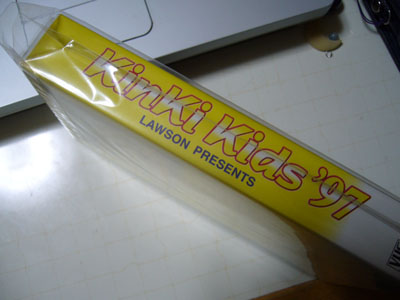 KinKi Kids '97
LAWSON PRESENTS